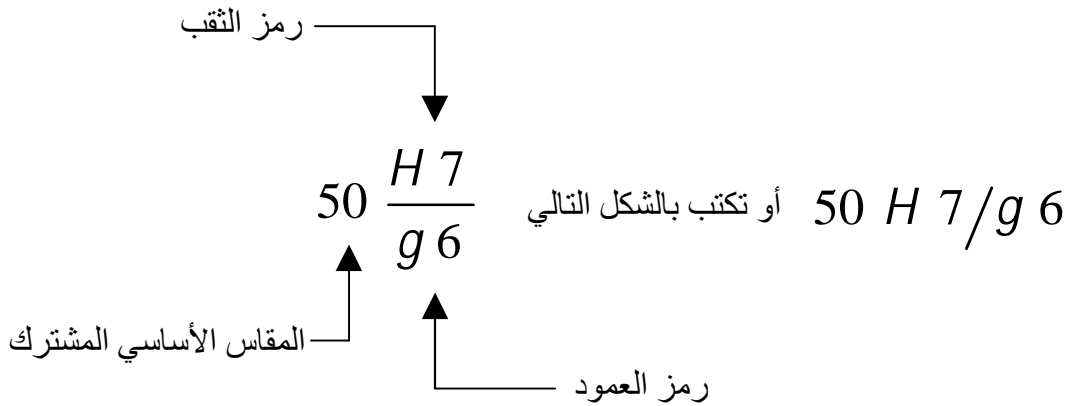 رمز الثقب
50 H 7 / g 6 أو تكتب بالشكل التالي 50 H 7/g 6
المقاس الأساسي المشترك
رمز العمود